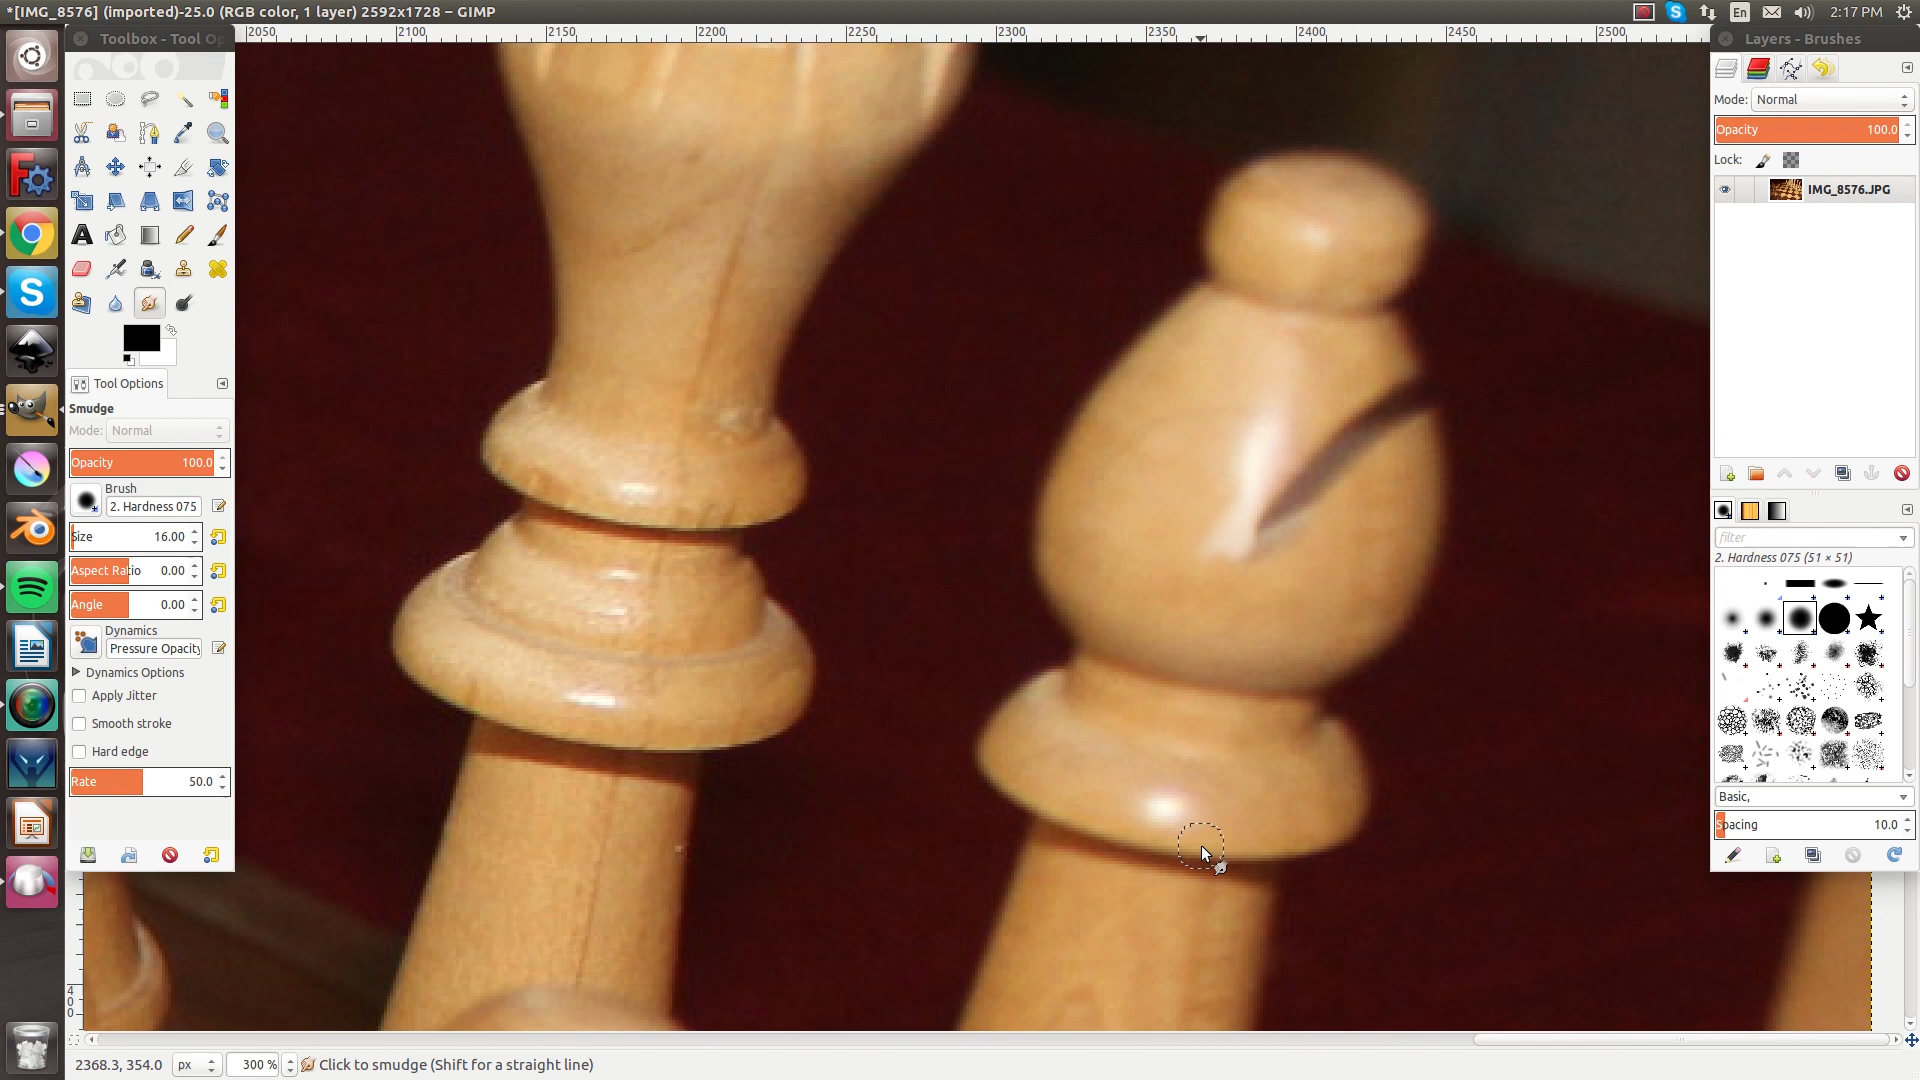 *[IMG_8576] (imported)-25.0 (RGB color, 1 layer) 2592x1728 – GIMP
En
2:17 PM
Toolbox - Tool Op
2050
2100
2150
2200
2250
2300
2350
2400
2450
2500
Layers - Brushes
Mode: Normal
Opacity 100.0
Lock:
IMG_8576.JPG
Tool Options
Smudge
Mode: Normal
Opacity 100.0
Brush
2. Hardness 075
Size 16.00
Aspect Ratio 0.00
Angle 0.00
Dynamics
Pressure Opacity
Dynamics Options
Apply Jitter
Smooth stroke
Hard edge
Rate 50.0
filter
2. Hardness 075 (51 × 51)
Basic,
Spacing 10.0
400
2368.3, 354.0
px
300 %
Click to smudge (Shift for a straight line)